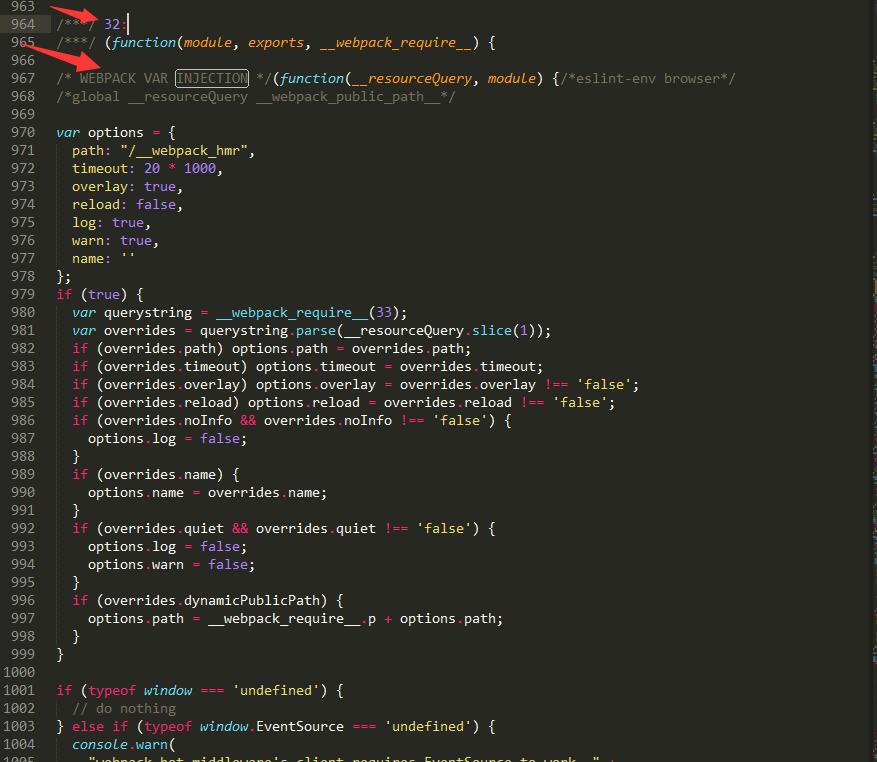 963
964 /***/ 32:
965 /***/ (function(module, exports, __webpack_require__) {
966
967 /* WEBPACK VAR INJECTION */(function(__resourceQuery, module) {/*eslint-env browser*/
968 /*global __resourceQuery __webpack_public_path__*/
969
970 var options = {
971   path: "/__webpack_hmr",
972   timeout: 20 * 1000,
973   overlay: true,
974   reload: false,
975   log: true,
976   warn: true,
977   name: ''
978 };
979 if (true) {
980   var querystring = __webpack_require__(33);
981   var overrides = querystring.parse(__resourceQuery.slice(1));
982   if (overrides.path) options.path = overrides.path;
983   if (overrides.timeout) options.timeout = overrides.timeout;
984   if (overrides.overlay) options.overlay = overrides.overlay !== 'false';
985   if (overrides.reload) options.reload = overrides.reload !== 'false';
986   if (overrides.noInfo && overrides.noInfo !== 'false') {
987     options.log = false;
988   }
989   if (overrides.name) {
990     options.name = overrides.name;
991   }
992   if (overrides.quiet && overrides.quiet !== 'false') {
993     options.log = false;
994     options.warn = false;
995   }
996   if (overrides.dynamicPublicPath) {
997     options.path = __webpack_require__.p + options.path;
998   }
999 }
1000
1001 if (typeof window === 'undefined') {
1002   // do nothing
1003 } else if (typeof window.EventSource === 'undefined') {
1004   console.warn(
1005     "webpack-hot-middleware's client requires EventSource to work. " +